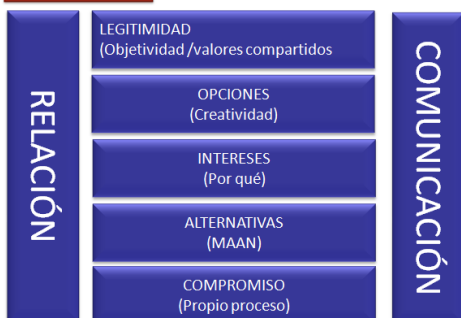 RELACIÓN
LEGITIMIDAD
(Objetividad /valores compartidos
OPCIONES
(Creatividad)
INTERESES
(Por qué)
ALTERNATIVAS
(MAAN)
COMPROMISO
(Propio proceso)
COMUNICACIÓN